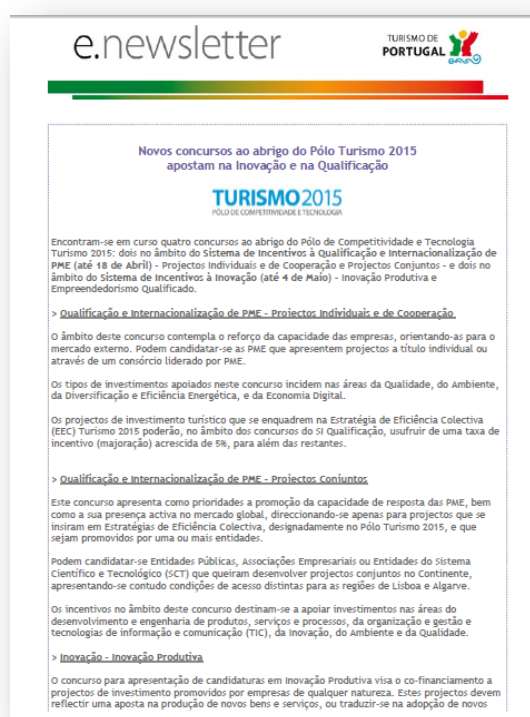 e.newsletter
TURISMO DE
PORTUGAL
Novos concursos ao abrigo do Pólo Turismo 2015
apostam na Inovação e na Qualificação
TURISMO2015
PÓLO DE COMPETITIVIDADE E TECNOLOGIA
Encontram-se em curso quatro concursos ao abrigo do Pólo de Competitividade e Tecnologia
Turismo 2015: dois no âmbito do Sistema de Incentivos à Qualificação e Internacionalização de
PME (até 18 de Abril) - Projectos Individuais e de Cooperação e Projectos Conjuntos - e dois no
âmbito do Sistema de Incentivos à Inovação (até 4 de Maio) - Inovação Produtiva e
Empreendedorismo Qualificado.
> Qualificação e Internacionalização de PME - Projectos Individuais e de Cooperação
O âmbito deste concurso contempla o reforço da capacidade das empresas, orientando-as para o
mercado externo. Podem candidatar-se as PME que apresentem projectos a título individual ou
através de um consórcio liderado por PME.
Os tipos de investimentos apoiados neste concurso incidem nas áreas da Qualidade, do Ambiente,
da Diversificação e Eficiência Energética, e da Economia Digital.
Os projectos de investimento turístico que se enquadrem na Estratégia de Eficiência Colectiva
(EEC) Turismo 2015 poderão, no âmbito dos concursos do SI Qualificação, usufruir de uma taxa de
incentivo (majoração) acrescida de 5%, para além das restantes.
> Qualificação e Internacionalização de PME - Projectos Conjuntos
Este concurso apresenta como prioridades a promoção da capacidade de resposta das PME, bem
como a sua presença activa no mercado global, direccionando-se apenas para projectos que se
insiram em Estratégias de Eficiência Colectiva, designadamente no Pólo Turismo 2015, e que
sejam promovidos por uma ou mais entidades.
Podem candidatar-se Entidades Públicas, Associações Empresariais ou Entidades do Sistema
Científico e Tecnológico (SCT) que queiram desenvolver projectos conjuntos no Continente,
apresentando-se contudo condições de acesso distintas para as regiões de Lisboa e Algarve.
Os incentivos no âmbito deste concurso destinam-se a apoiar investimentos nas áreas do
desenvolvimento e engenharia de produtos, serviços e processos, da organização e gestão e
tecnologias de informação e comunicação (TIC), da Inovação, do Ambiente e da Qualidade.
> Inovação - Inovação Produtiva
O concurso para apresentação de candidaturas em Inovação Produtiva visa o co-financiamento a
projectos de investimento promovidos por empresas de qualquer natureza. Estes projectos devem
reflectir uma aposta na produção de novos bens e serviços, ou traduzir-se na adopção de novos